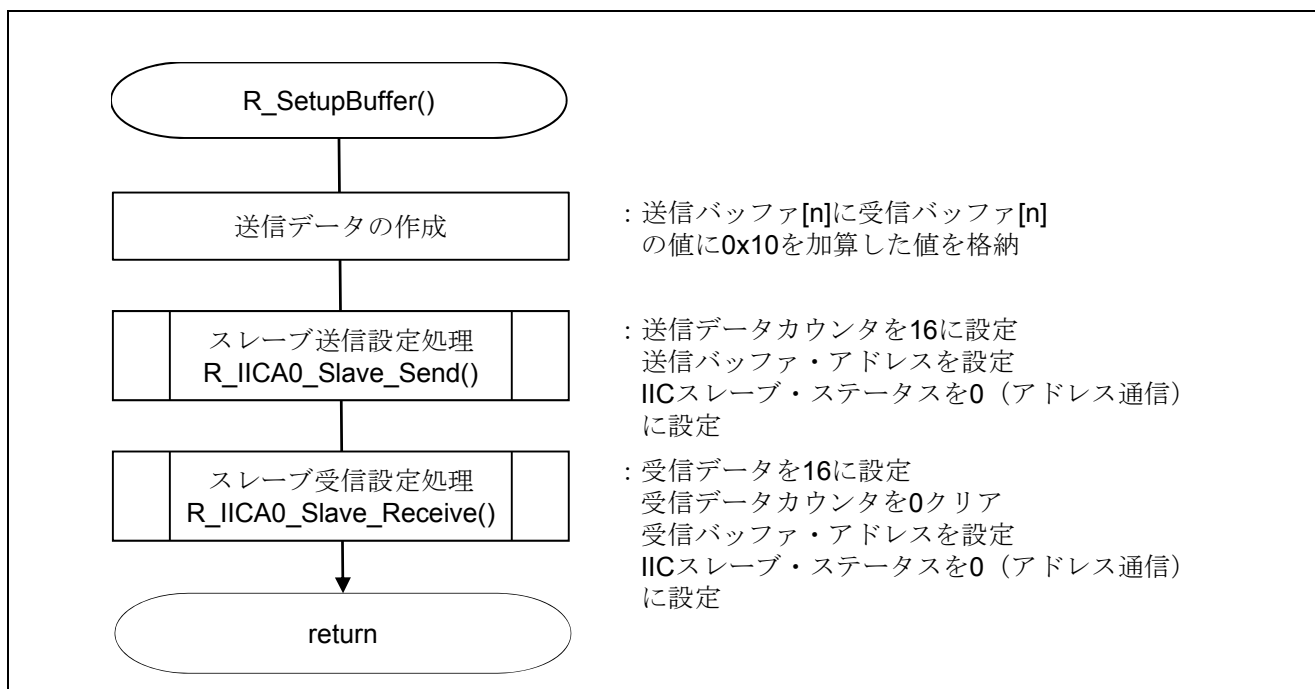 R_SetupBuffer()
送信データの作成
：送信バッファ[n]に受信バッファ[n]
の値に0x10を加算した値を格納
スレーブ送信設定処理
R_IICA0_Slave_Send()
：送信データカウンタを16に設定
送信バッファ・アドレスを設定
IICスレーブ・ステータスを0（アドレス通信）
に設定
スレーブ受信設定処理
R_IICA0_Slave_Receive()
：受信データを16に設定
受信データカウンタを0クリア
受信バッファ・アドレスを設定
IICスレーブ・ステータスを0（アドレス通信）
に設定
return